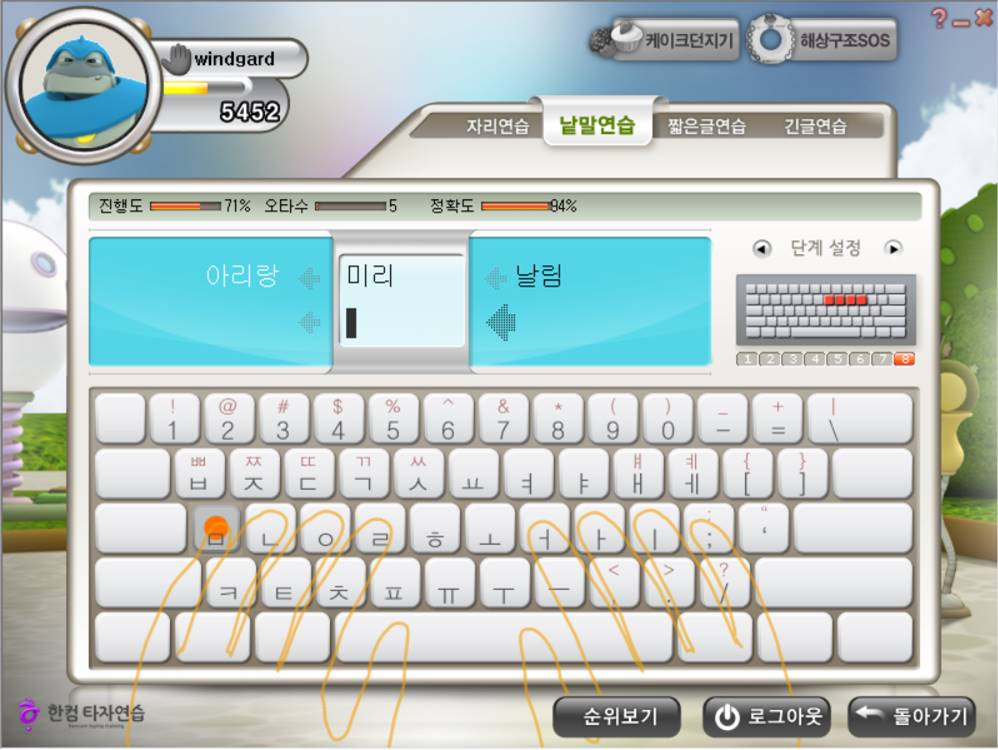 windgard
5452
케이크던지기
해상구조SOS
?
자리연습 낱말연습 짧은글연습 긴글연습
진행도 71% 오타수 5 정확도 94%
아리랑 미리 날림
단계 설정
1 2 3 4 5 6 7 8
! @ # $ % ^ & * ( ) _ + |
1 2 3 4 5 6 7 8 9 0 - = \
ㅃ ㅉ ㄸ ㄲ ㅆ ㅒ ㅖ { }
ㅂ ㅈ ㄷ ㄱ ㅅ ㅛ ㅕ ㅑ ㅐ ㅔ [ ]
: "
ㅁ ㄴ ㅇ ㄹ ㅎ ㅗ ㅓ ㅏ ㅣ ; '
< > ?
ㅋ ㅌ ㅊ ㅍ ㅠ ㅜ ㅡ , . /
한컴 타자연습
순위보기 로그아웃 돌아가기